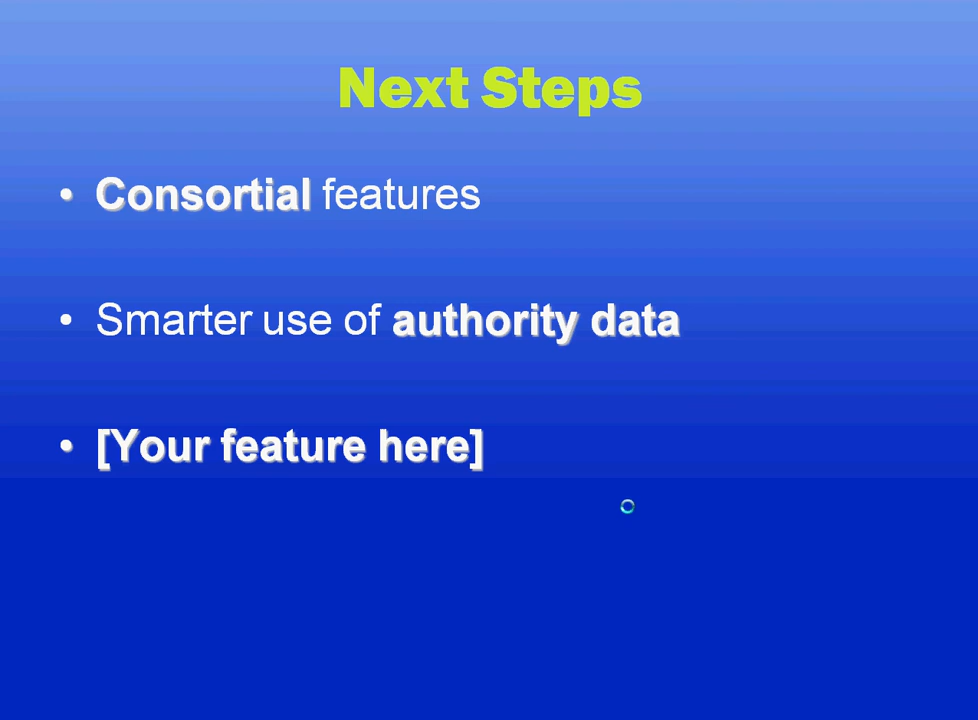 Next Steps
• Consortial features
• Smarter use of authority data
• [Your feature here]